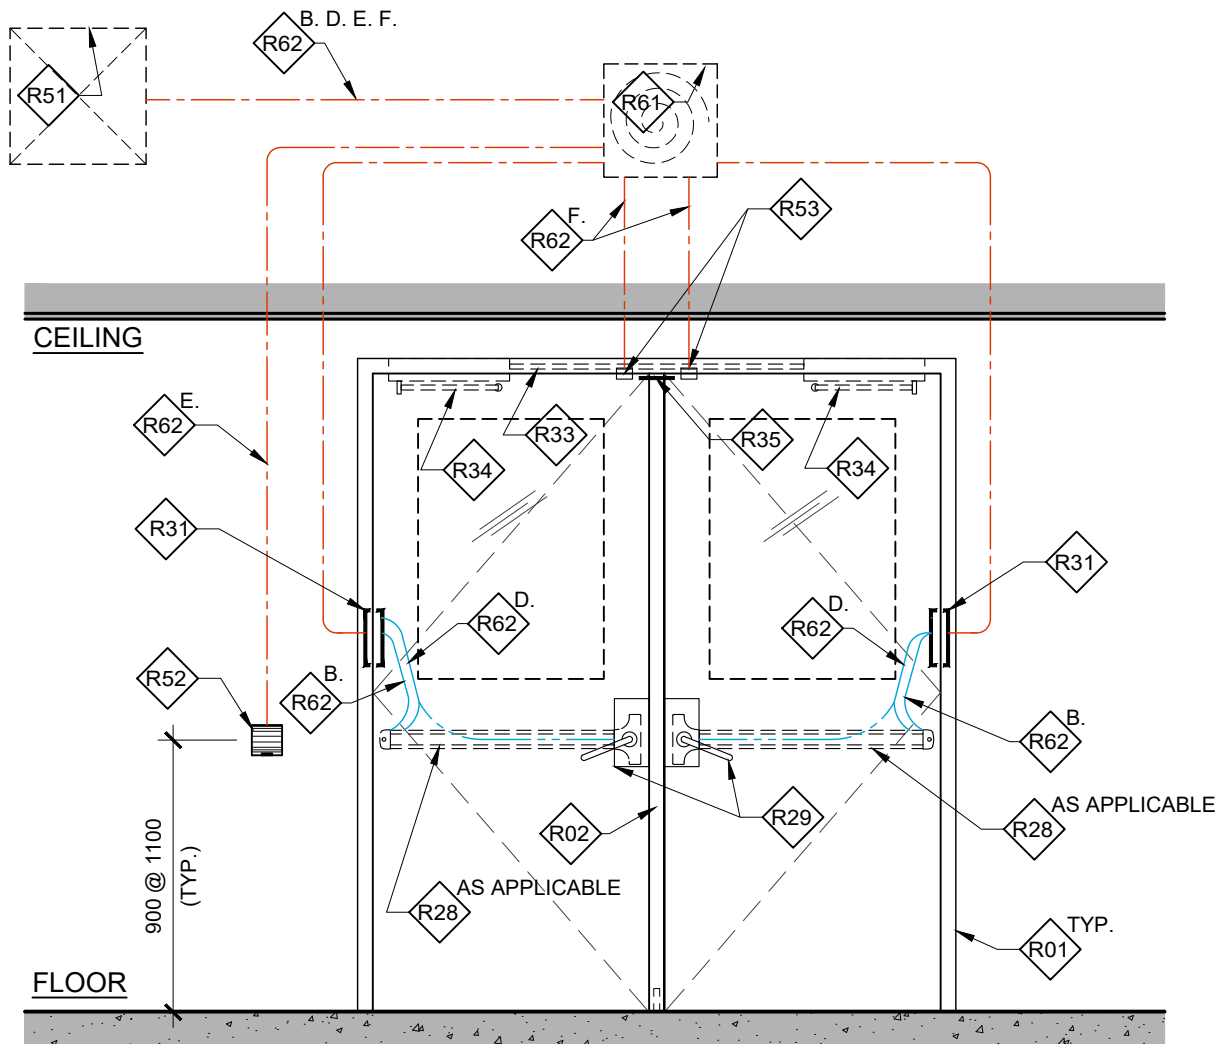 B. D. E. F.
R62
R51
R61
F.
R62
R53
CEILING
E.
R62
R33
R35
R34
R34
R31
R31
D.
R62
D.
R62
R52
B.
R62
B.
R62
AS APPLICABLE
R28
R29
R02
AS APPLICABLE
R28
900 @ 1100
(TYP.)
TYP.
R01
FLOOR